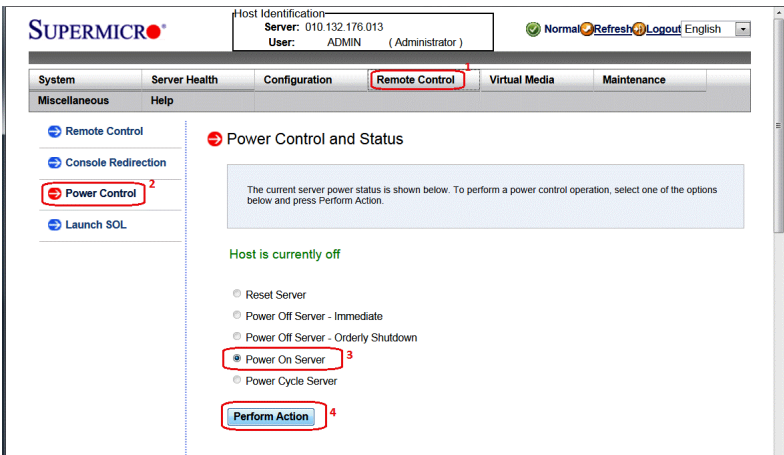 Host Identification
Server: 010.132.176.013
User: ADMIN ( Administrator )
SUPERMICRO
Normal Refresh Logout English
System Server Health Configuration Remote Control 1 Virtual Media Maintenance
Miscellaneous Help
Remote Control
Console Redirection
Power Control 2
Launch SOL
Power Control and Status
The current server power status is shown below. To perform a power control operation, select one of the options
below and press Perform Action.
Host is currently off
Reset Server
Power Off Server - Immediate
Power Off Server - Orderly Shutdown
Power On Server 3
Power Cycle Server
Perform Action 4